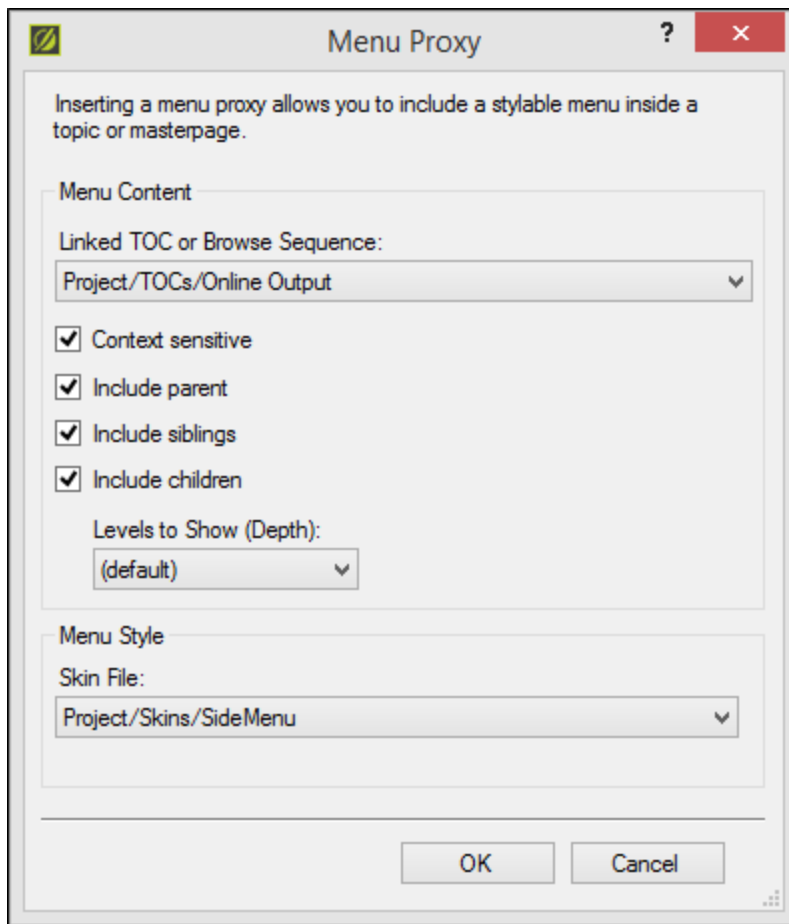 Menu Proxy
?
Inserting a menu proxy allows you to include a stylable menu inside a
topic or masterpage.
Menu Content
Linked TOC or Browse Sequence:
Project/TOCs/Online Output
Context sensitive
Include parent
Include siblings
Include children
Levels to Show (Depth):
(default)
Menu Style
Skin File:
Project/Skins/SideMenu
OK
Cancel